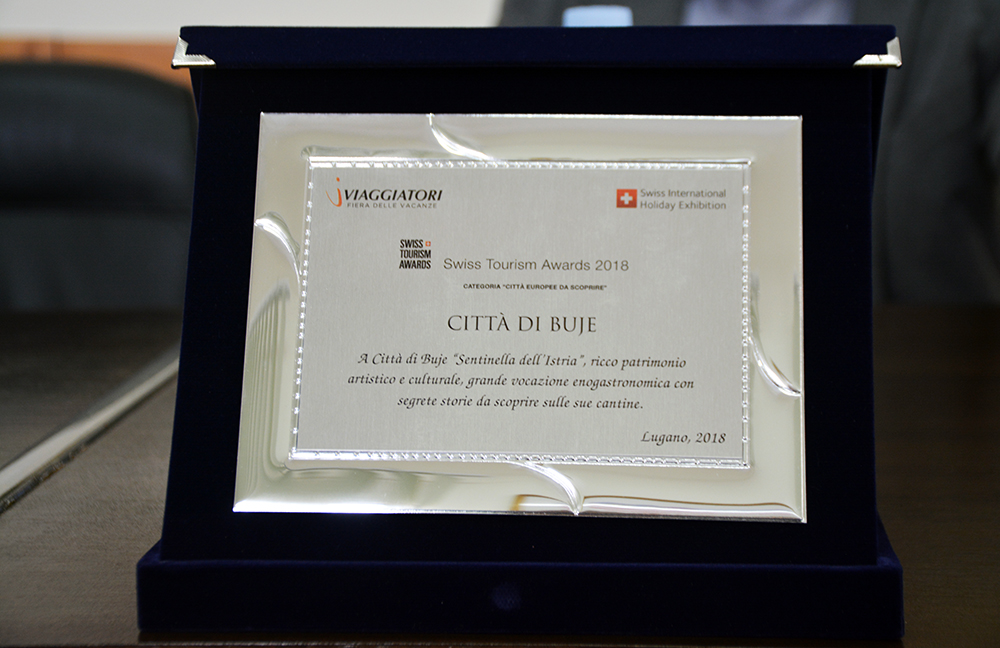 iVIAGGIATORI
FIERA DELLE VACANZE
Swiss International
Holiday Exhibition
SWISS
TOURISM
AWARDS
Swiss Tourism Awards 2018
CATEGORIA "CITTÀ EUROPEE DA SCOPRIRE"
CITTÀ DI BUJE
A Città di Buje "Sentinella dell'Istria", ricco patrimonio
artistico e culturale, grande vocazione enogastronomica con
segrete storie da scoprire sulle sue cantine.
Lugano, 2018